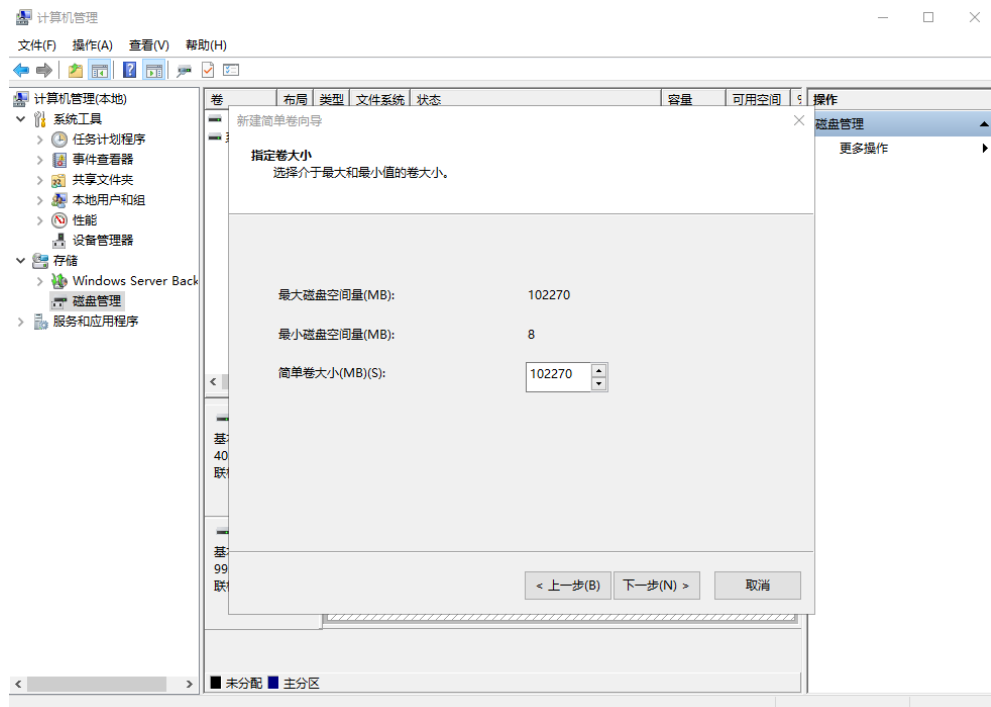 计算机管理
文件(F) 操作(A) 查看(V) 帮助(H)
计算机管理(本地)
系统工具
任务计划程序
事件查看器
共享文件夹
本地用户和组
性能
设备管理器
存储
Windows Server Back
磁盘管理
服务和应用程序
卷 布局 类型 文件系统 状态 容量 可用空间
新建简单卷向导
指定卷大小
选择介于最大和最小值的卷大小。
最大磁盘空间量(MB): 102270
最小磁盘空间量(MB): 8
简单卷大小(MB)(S): 102270
< 上一步(B) 下一步(N) > 取消
基
40
联
基
99
联
未分配 主分区
操作
磁盘管理
更多操作